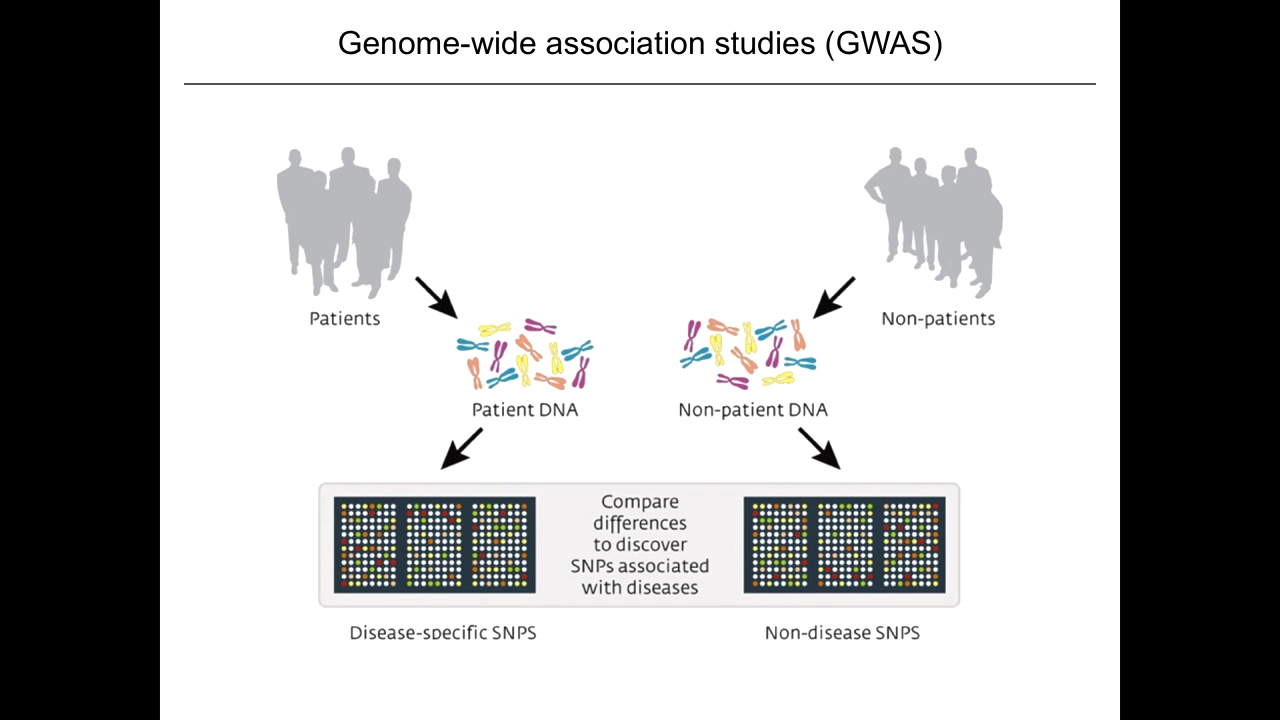 Genome-wide association studies (GWAS)
Patients
Non-patients
Patient DNA
Non-patient DNA
Compare
differences
to discover
SNPs associated
with diseases
Disease-specific SNPS
Non-disease SNPS